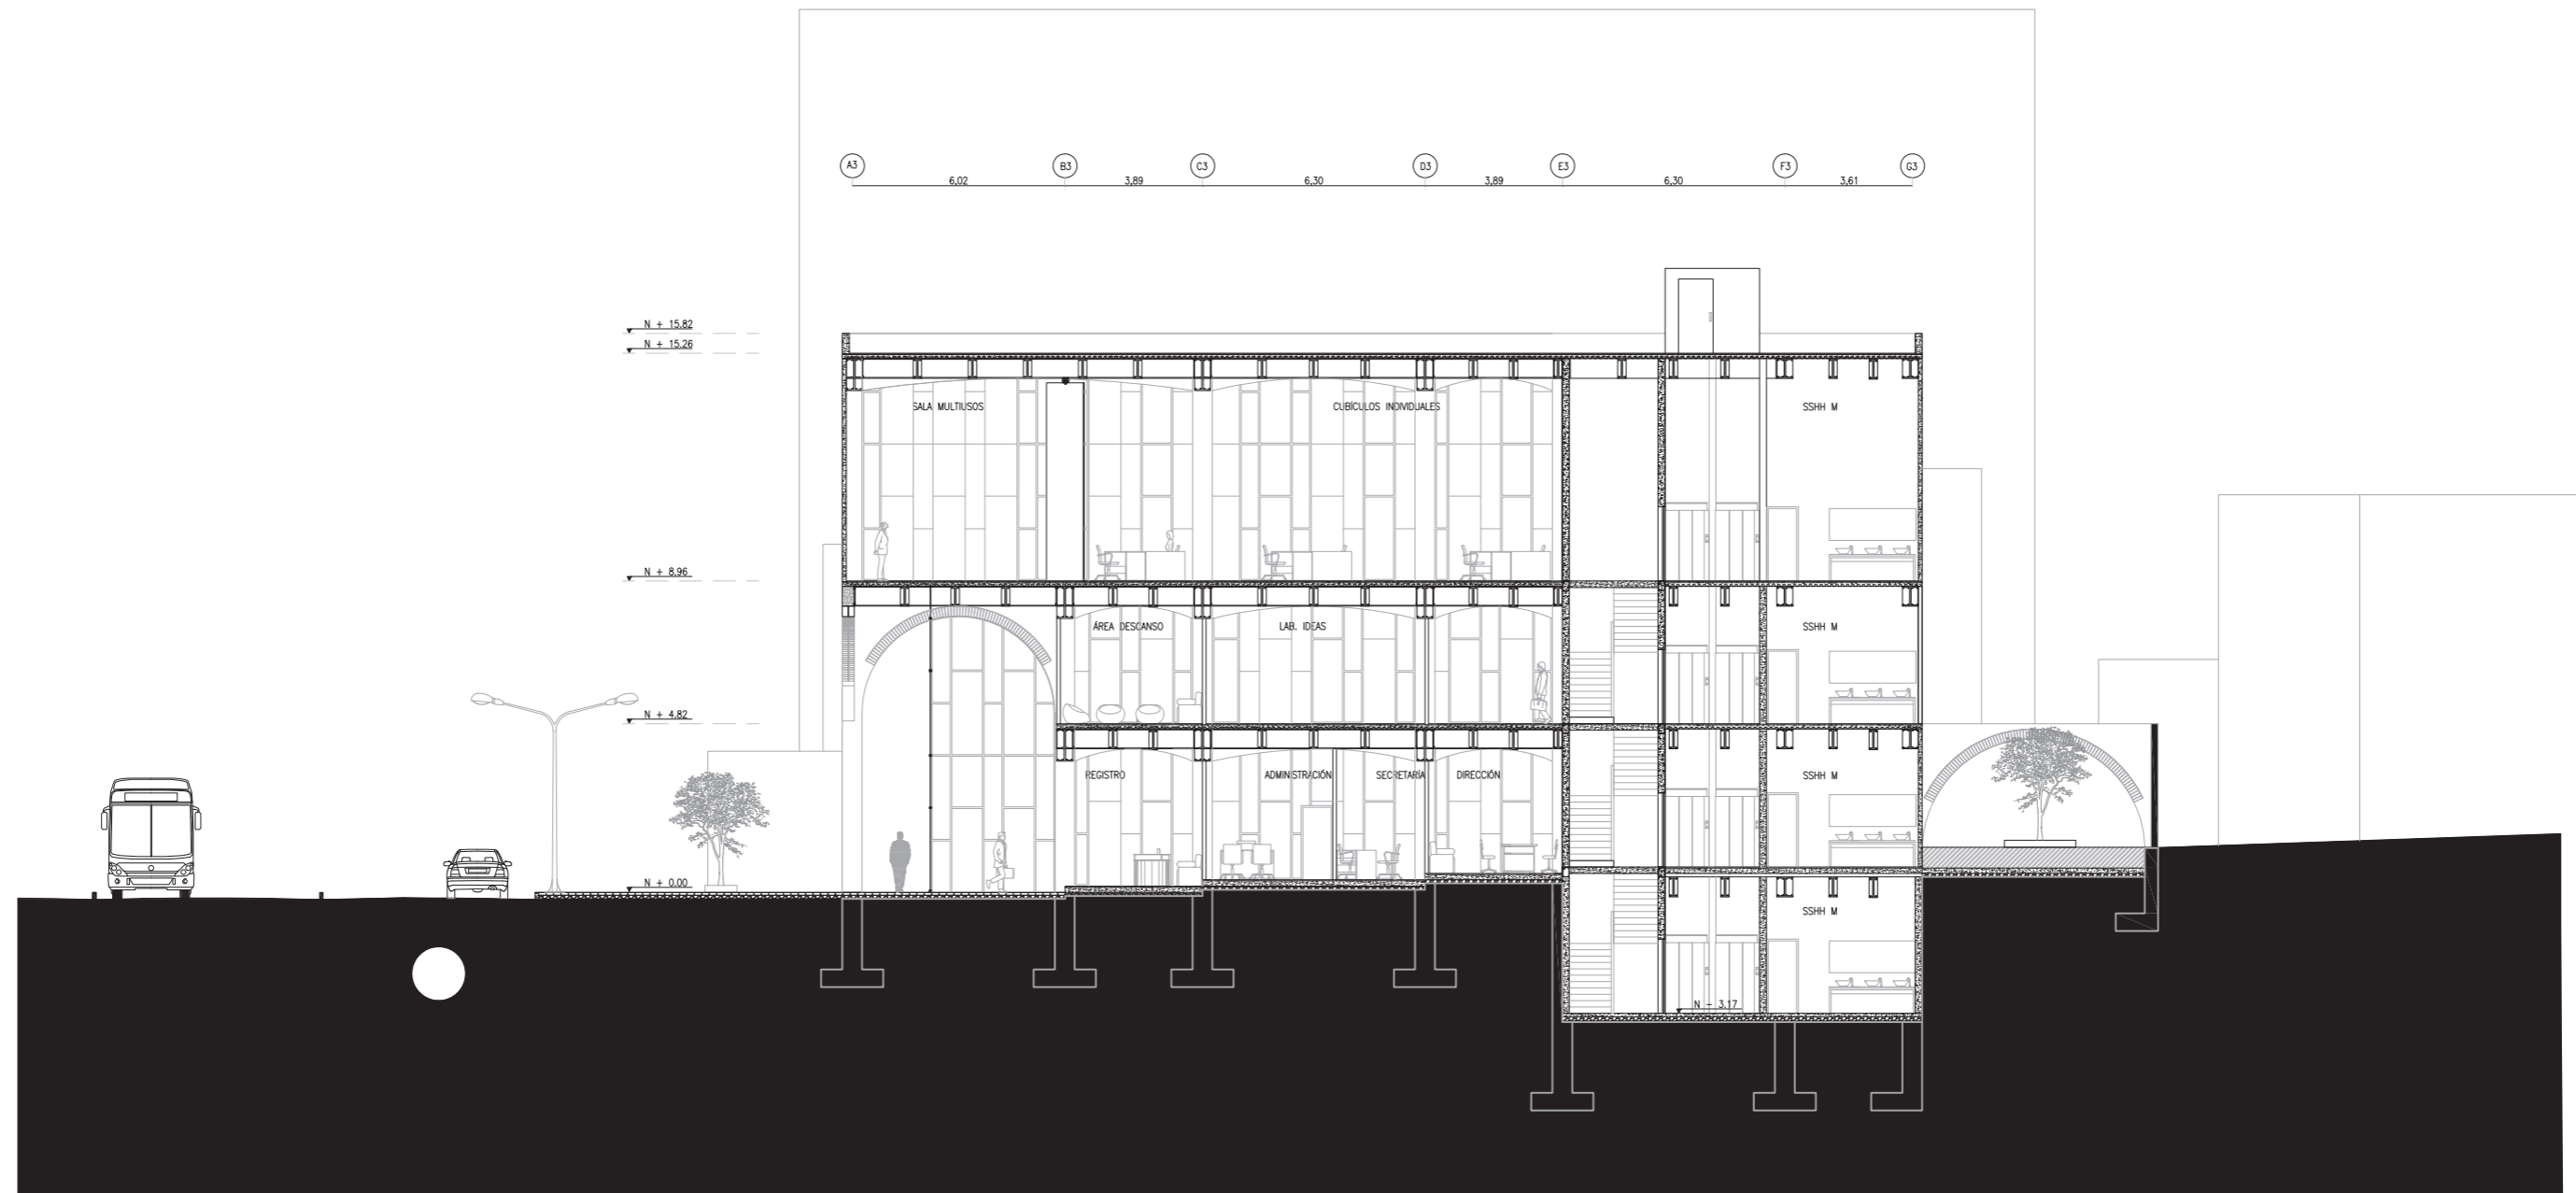 A3 B3 C3 D3 E3 F3 G3
6,02 3,89 6,30 3,89 6,30 3,61
N + 15.82
N + 15.26
SALA MULTIUSOS CUBÍCULOS INDIVIDUALES SSHH M
N + 8.96
ÁREA DESCANSO LAB. IDEAS SSHH M
N + 4.82
REGISTRO ADMINISTRACIÓN SECRETARÍA DIRECCIÓN SSHH M
N + 0.00
SSHH M
N - 3.17